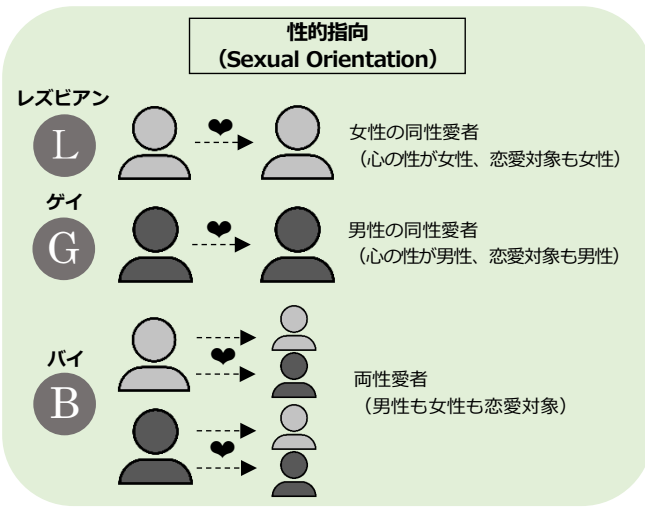 性的指向
（Sexual Orientation）
レズビアン
L
女性の同性愛者
（心の性が女性、恋愛対象も女性）
ゲイ
G
男性の同性愛者
（心の性が男性、恋愛対象も男性）
バイ
B
両性愛者
（男性も女性も恋愛対象）